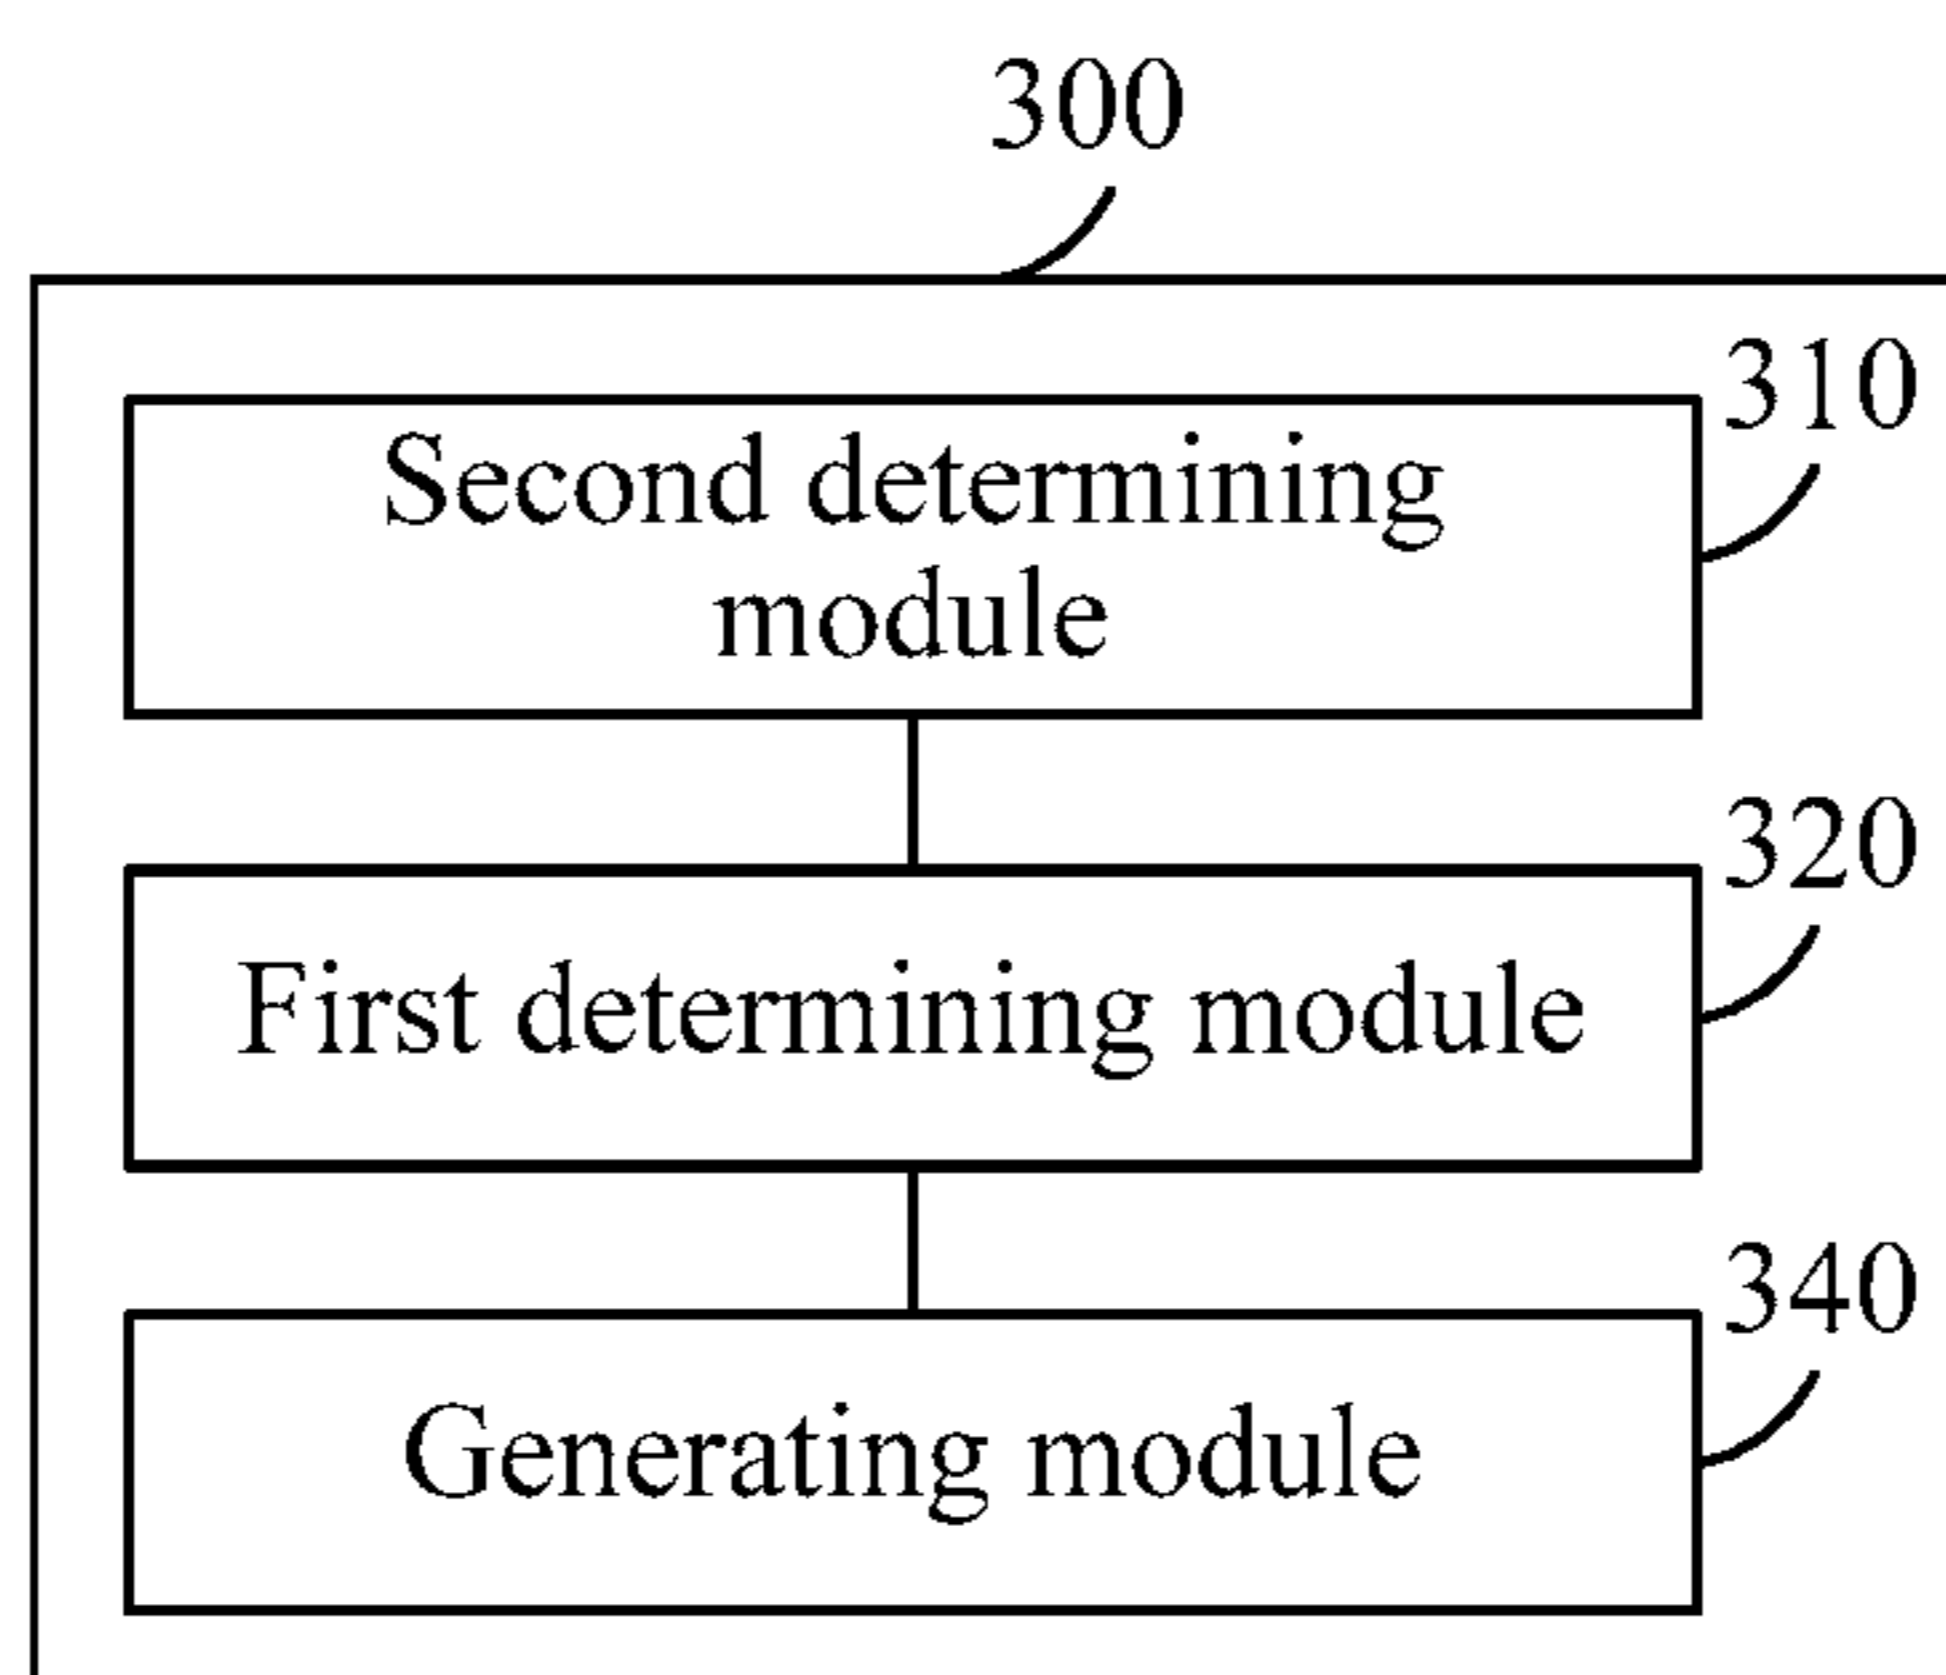 300
310
Second determining
module
320
First determining module
340
Generating module